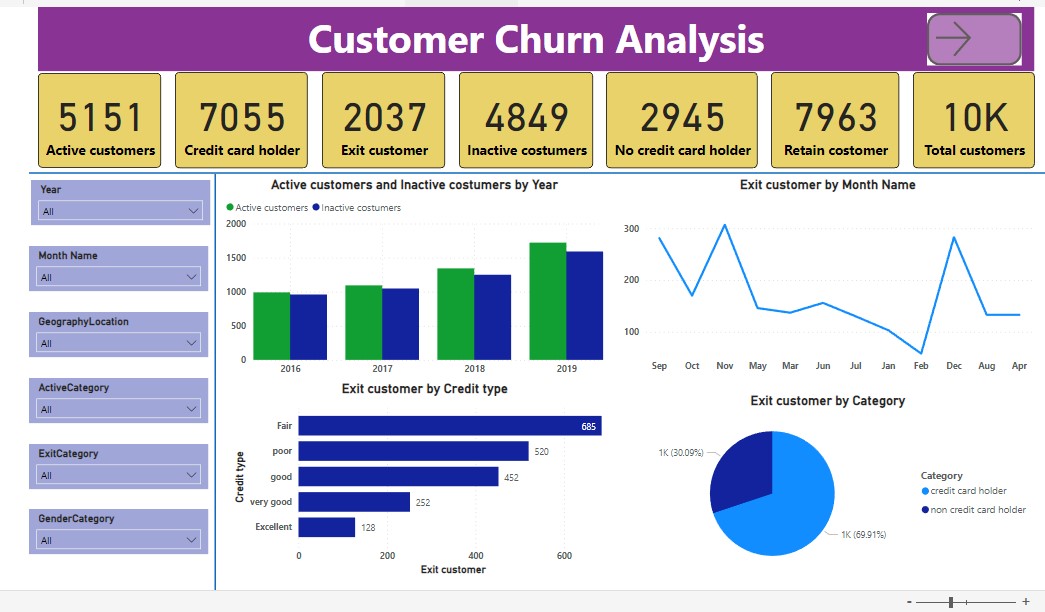 Customer Churn Analysis
5151
Active customers
7055
Credit card holder
2037
Exit customer
4849
Inactive costumers
2945
No credit card holder
7963
Retain costomer
10K
Total customers
Year
All
Month Name
All
GeographyLocation
All
ActiveCategory
All
ExitCategory
All
GenderCategory
All
Active customers and Inactive costumers by Year
Active customers Inactive costumers
2000
1500
1000
500
0
2016 2017 2018 2019
Exit customer by Month Name
300
200
100
Sep Oct Nov May Mar Jun Jul Jan Feb Dec Aug Apr
Exit customer by Credit type
Credit type
Fair 685
poor 520
good 452
very good 252
Excellent 128
0 200 400 600
Exit customer
Exit customer by Category
1K (30.09%)
1K (69.91%)
Category
credit card holder
non credit card holder
- +